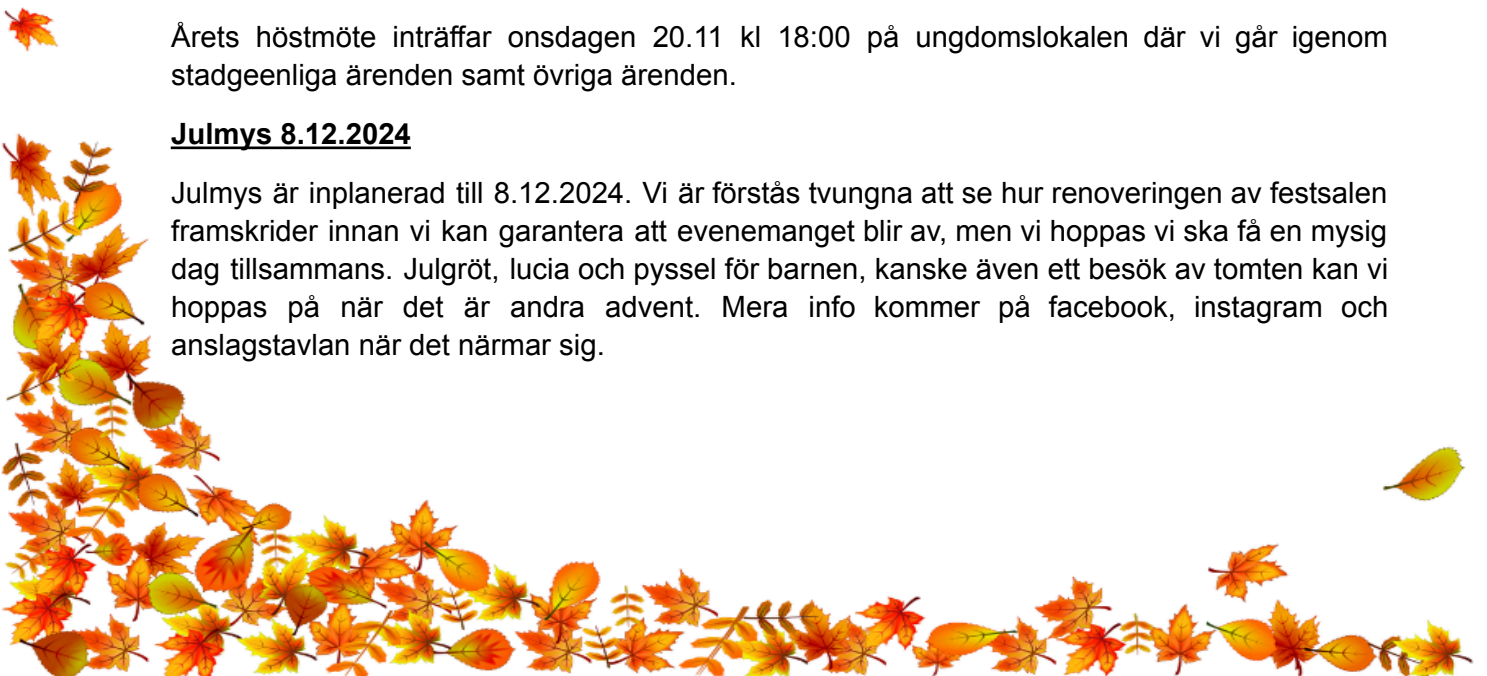 Årets höstmöte inträffar onsdagen 20.11 kl 18:00 på ungdomslokalen där vi går igenom
stadgeenliga ärenden samt övriga ärenden.
Julmys 8.12.2024
Julmys är inplanerad till 8.12.2024. Vi är förstås tvungna att se hur renoveringen av festsalen
framskrider innan vi kan garantera att evenemanget blir av, men vi hoppas vi ska få en mysig
dag tillsammans. Julgröt, lucia och pyssel för barnen, kanske även ett besök av tomten kan vi
hoppas på när det är andra advent. Mera info kommer på facebook, instagram och
anslagstavlan när det närmar sig.